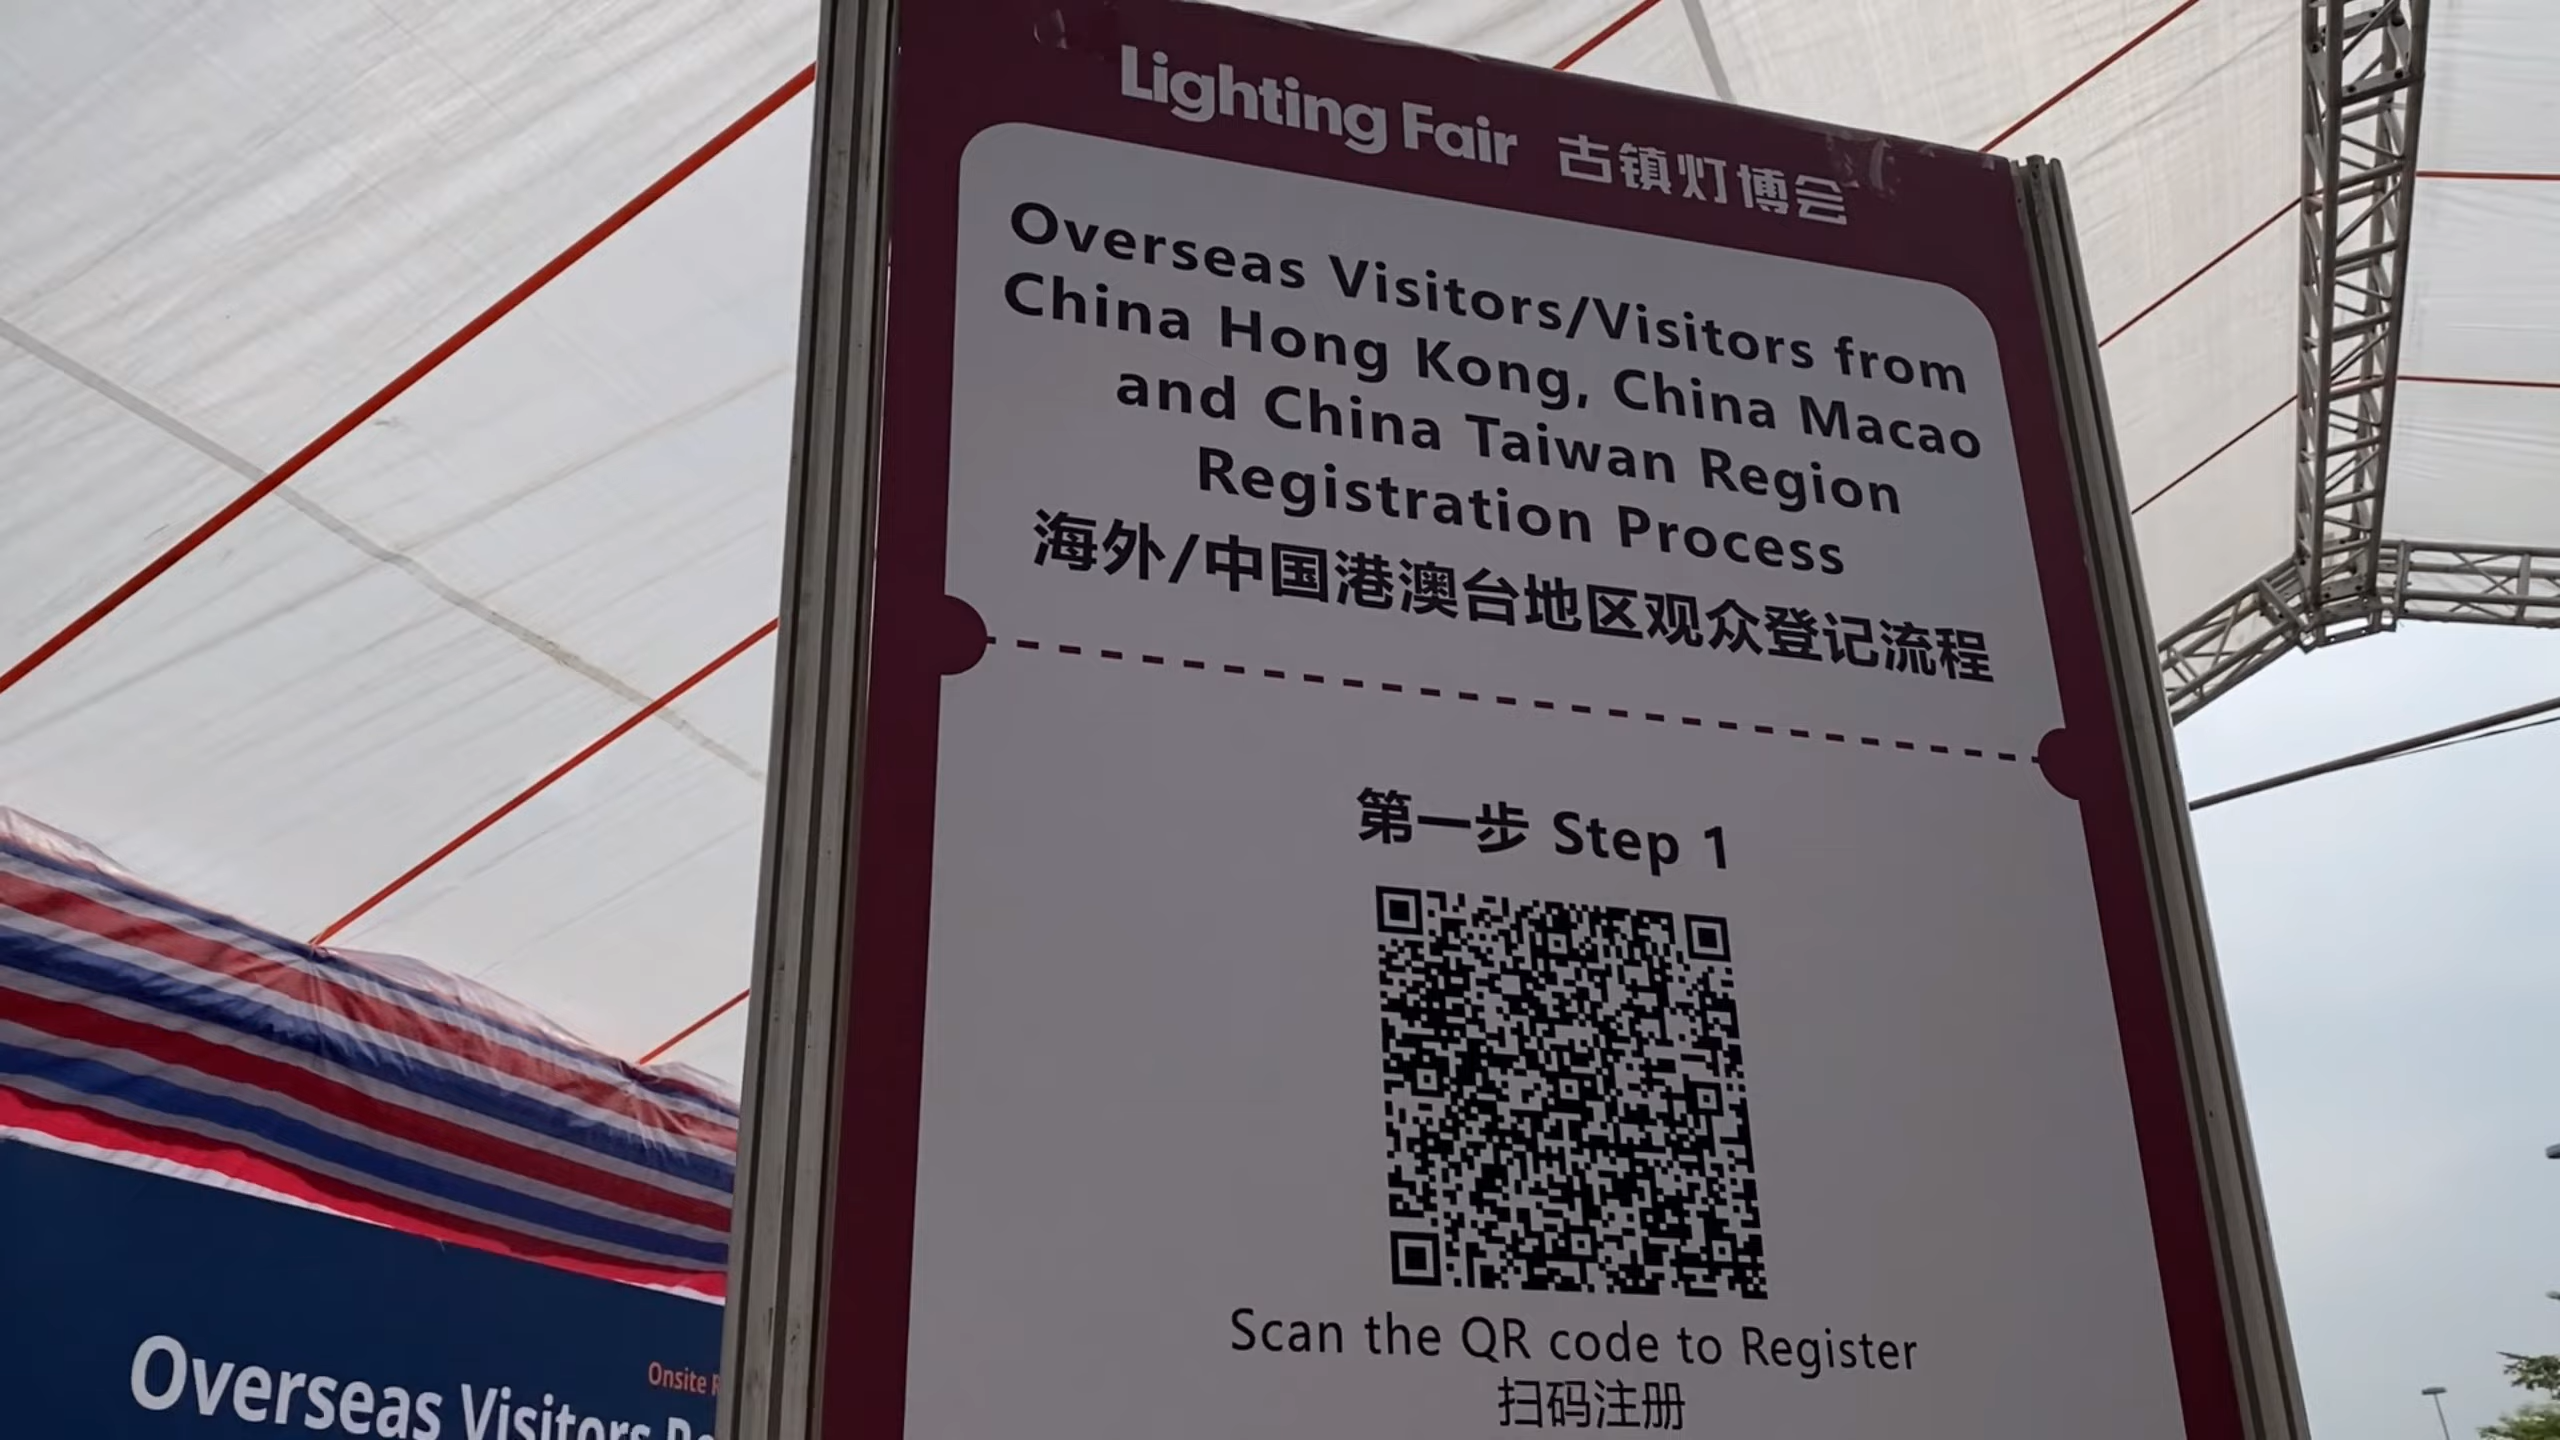 Lighting Fair 古镇灯博会
Overseas Visitors/Visitors from
China Hong Kong, China Macao
and China Taiwan Region
Registration Process
海外/中国港澳台地区观众登记流程
第一步 Step 1
Scan the QR code to Register
扫码注册
Onsite
Overseas Visitors